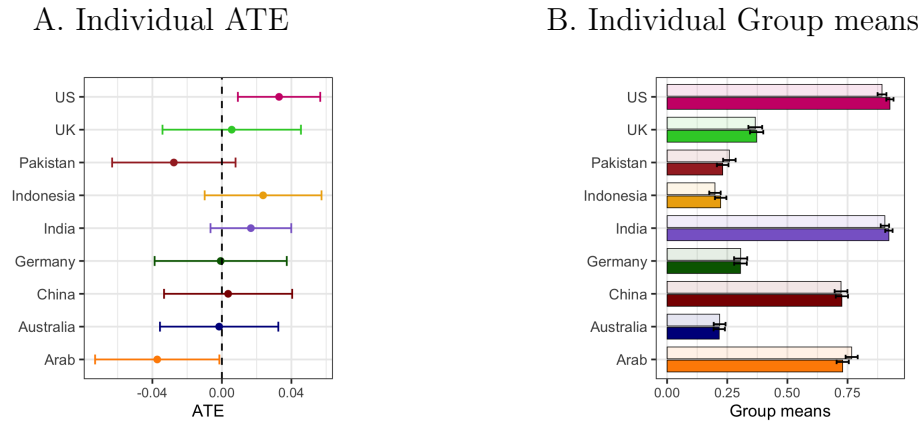 A. Individual ATE
US
UK
Pakistan
Indonesia
India
Germany
China
Australia
Arab
-0.04 0.00 0.04
ATE
B. Individual Group means
US
UK
Pakistan
Indonesia
India
Germany
China
Australia
Arab
0.00 0.25 0.50 0.75
Group means